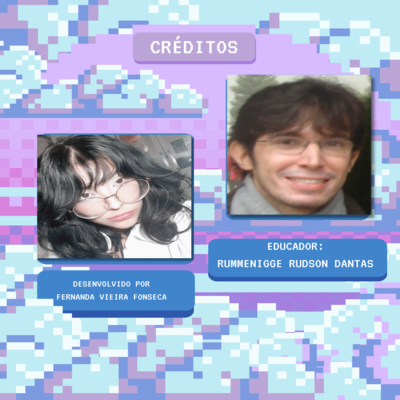 CRÉDITOS
EDUCADOR:
RUMMENIGGE RUDSON DANTAS
DESENVOLVIDO POR
FERNANDA VIEIRA FONSECA